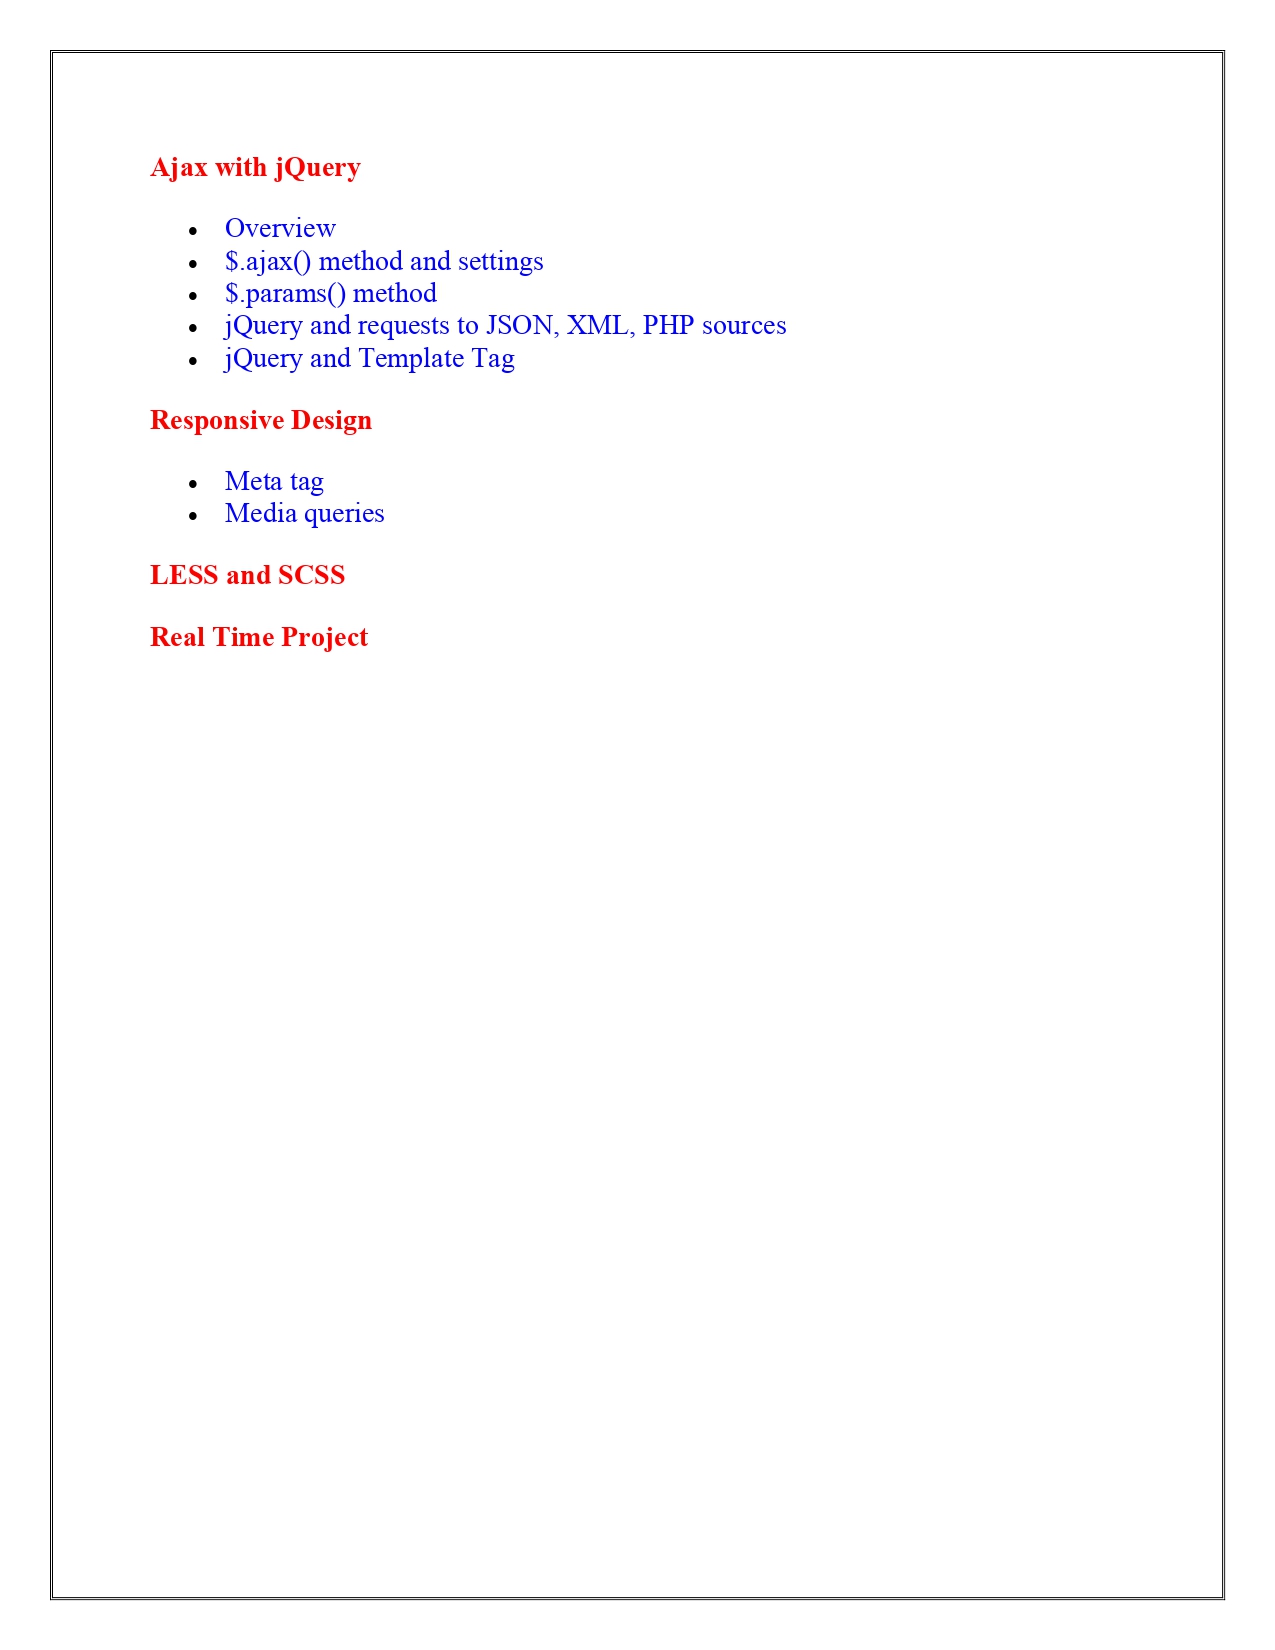 Ajax with jQuery
• Overview
• $.ajax() method and settings
• $.params() method
• jQuery and requests to JSON, XML, PHP sources
• jQuery and Template Tag
Responsive Design
• Meta tag
• Media queries
LESS and SCSS
Real Time Project